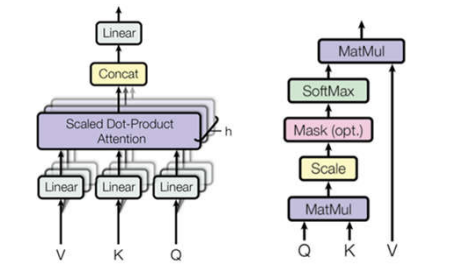 Linear
Concat
Scaled Dot-Product
Attention
h
Linear
Linear
Linear
V
K
Q
MatMul
SoftMax
Mask (opt.)
Scale
MatMul
Q
K
V